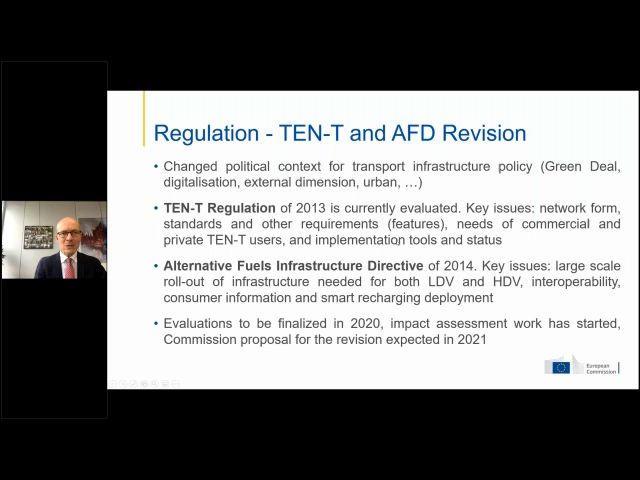 Regulation - TEN-T and AFD Revision
• Changed political context for transport infrastructure policy (Green Deal,
digitalisation, external dimension, urban, …)
• TEN-T Regulation of 2013 is currently evaluated. Key issues: network form,
standards and other requirements (features), needs of commercial and
private TEN-T users, and implementation tools and status
• Alternative Fuels Infrastructure Directive of 2014. Key issues: large scale
roll-out of infrastructure needed for both LDV and HDV, interoperability,
consumer information and smart recharging deployment
• Evaluations to be finalized in 2020, impact assessment work has started,
Commission proposal for the revision expected in 2021
European
Commission